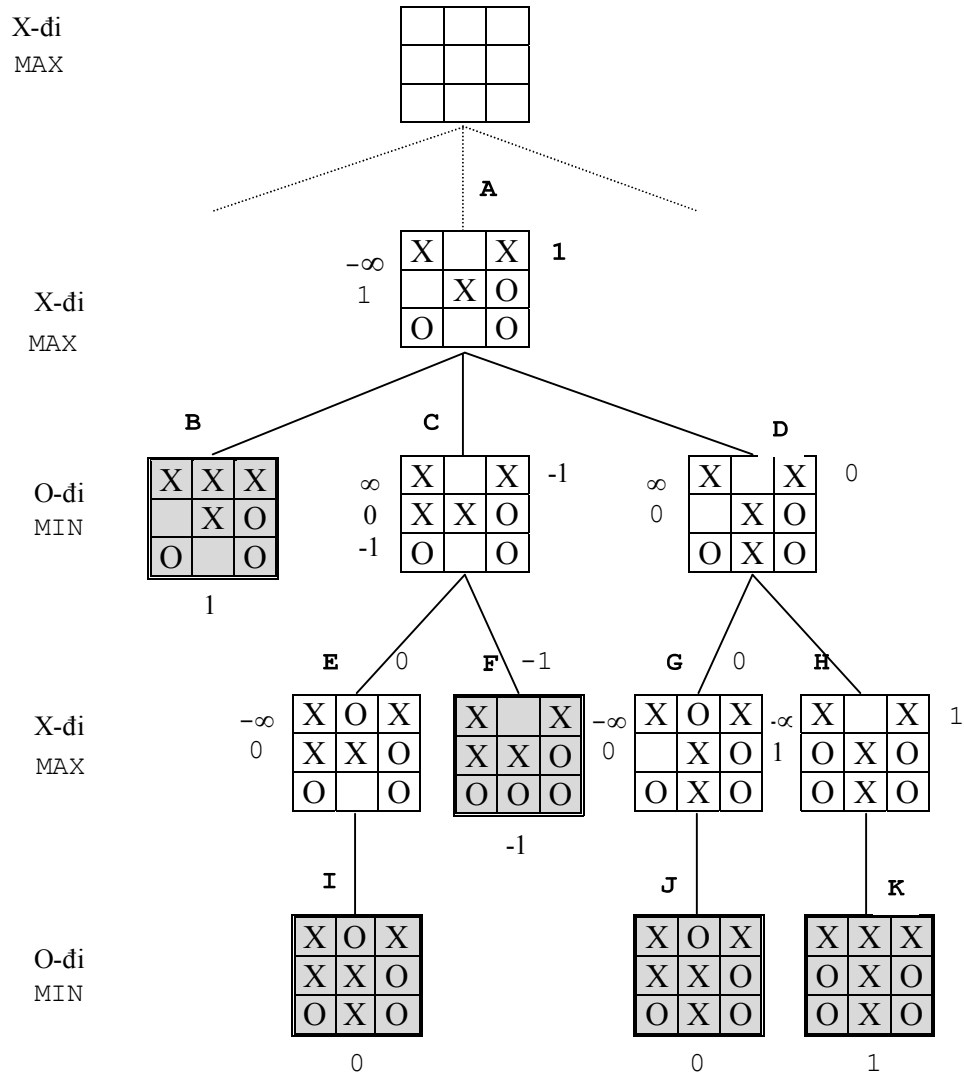 X-đi
MAX
A
X X
X O
O O
−∞
1
1
X-đi
MAX
B
C
D
X X X
X O
O O
1
∞
0
-1
X X
X X O
O O
-1
∞
0
X X
X O
O X O
0
O-đi
MIN
E
0
F
−1
G
0
H
X-đi
MAX
−∞
0
X O X
X X O
O O
X X
X X O
O O O
-1
−∞
0
X O X
X O
O X O
-∝
1
X X
O X O
O X O
1
I
J
K
O-đi
MIN
X O X
X X O
O X O
0
X O X
X X O
O X O
0
X X X
O X O
O X O
1